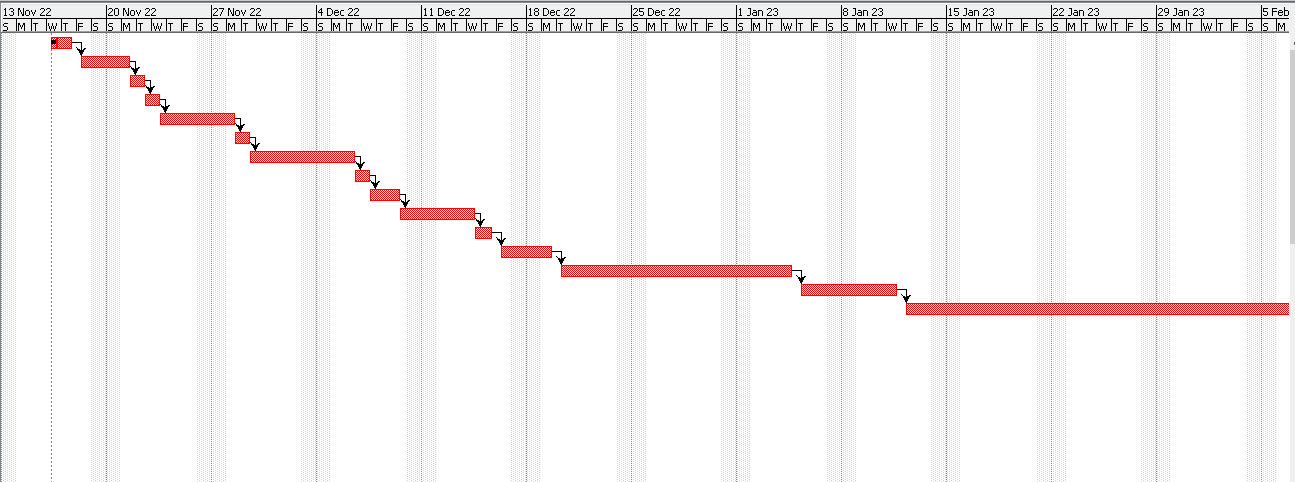 13 Nov 22 20 Nov 22 27 Nov 22 4 Dec 22 11 Dec 22 18 Dec 22 25 Dec 22 1 Jan 23 8 Jan 23 15 Jan 23 22 Jan 23 29 Jan 23 5 Feb
S M T W T F S S M T W T F S S M T W T F S S M T W T F S S M T W T F S S M T W T F S S M T W T F S S M T W T F S S M T W T F S S M T W T F S S M T W T F S S M T W T F S S M